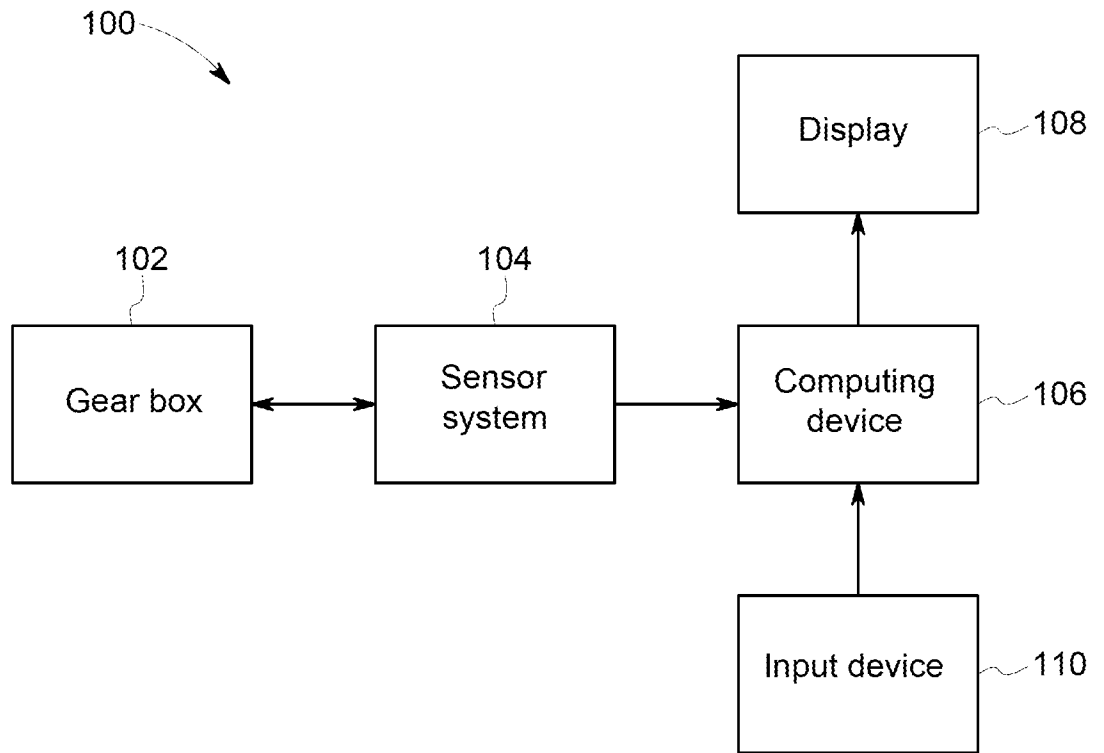 100
Display
108
102
104
Gear box
Sensor
system
Computing
device
106
Input device
110